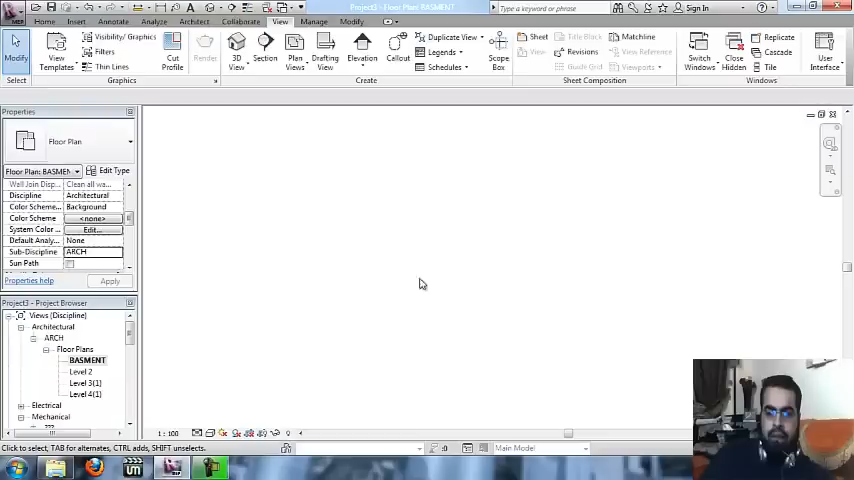 Project3 - Floor Plan: BASMENT
Type a keyword or phrase
Sign In
Home Insert Annotate Analyze Architect Collaborate View Manage Modify
Modify
View Templates
Visibility/ Graphics
Filters
Thin Lines
Cut Profile
Render
3D View
Section
Plan Views
Drafting View
Elevation
Duplicate View
Legends
Schedules
Callout
Scope Box
Sheet
View
Title Block
Revisions
Guide Grid
Matchline
View Reference
Viewports
Switch Windows
Close Hidden
Replicate
Cascade
Tile
User Interface
Select Graphics Create Sheet Composition Windows
Properties
Floor Plan
Floor Plan: BASMEN Edit Type
Wall Join Disp... Clean all wa...
Discipline Architectural
Color Scheme... Background
Color Scheme <none>
System Color ... Edit...
Default Analy... None
Sub-Discipline ARCH
Sun Path
Properties help Apply
Project3 - Project Browser
Views (Discipline)
Architectural
ARCH
Floor Plans
BASMENT
Level 2
Level 3(1)
Level 4(1)
Electrical
Mechanical
???
1 : 100
Click to select, TAB for alternates, CTRL adds, SHIFT unselects.
:0
Main Model